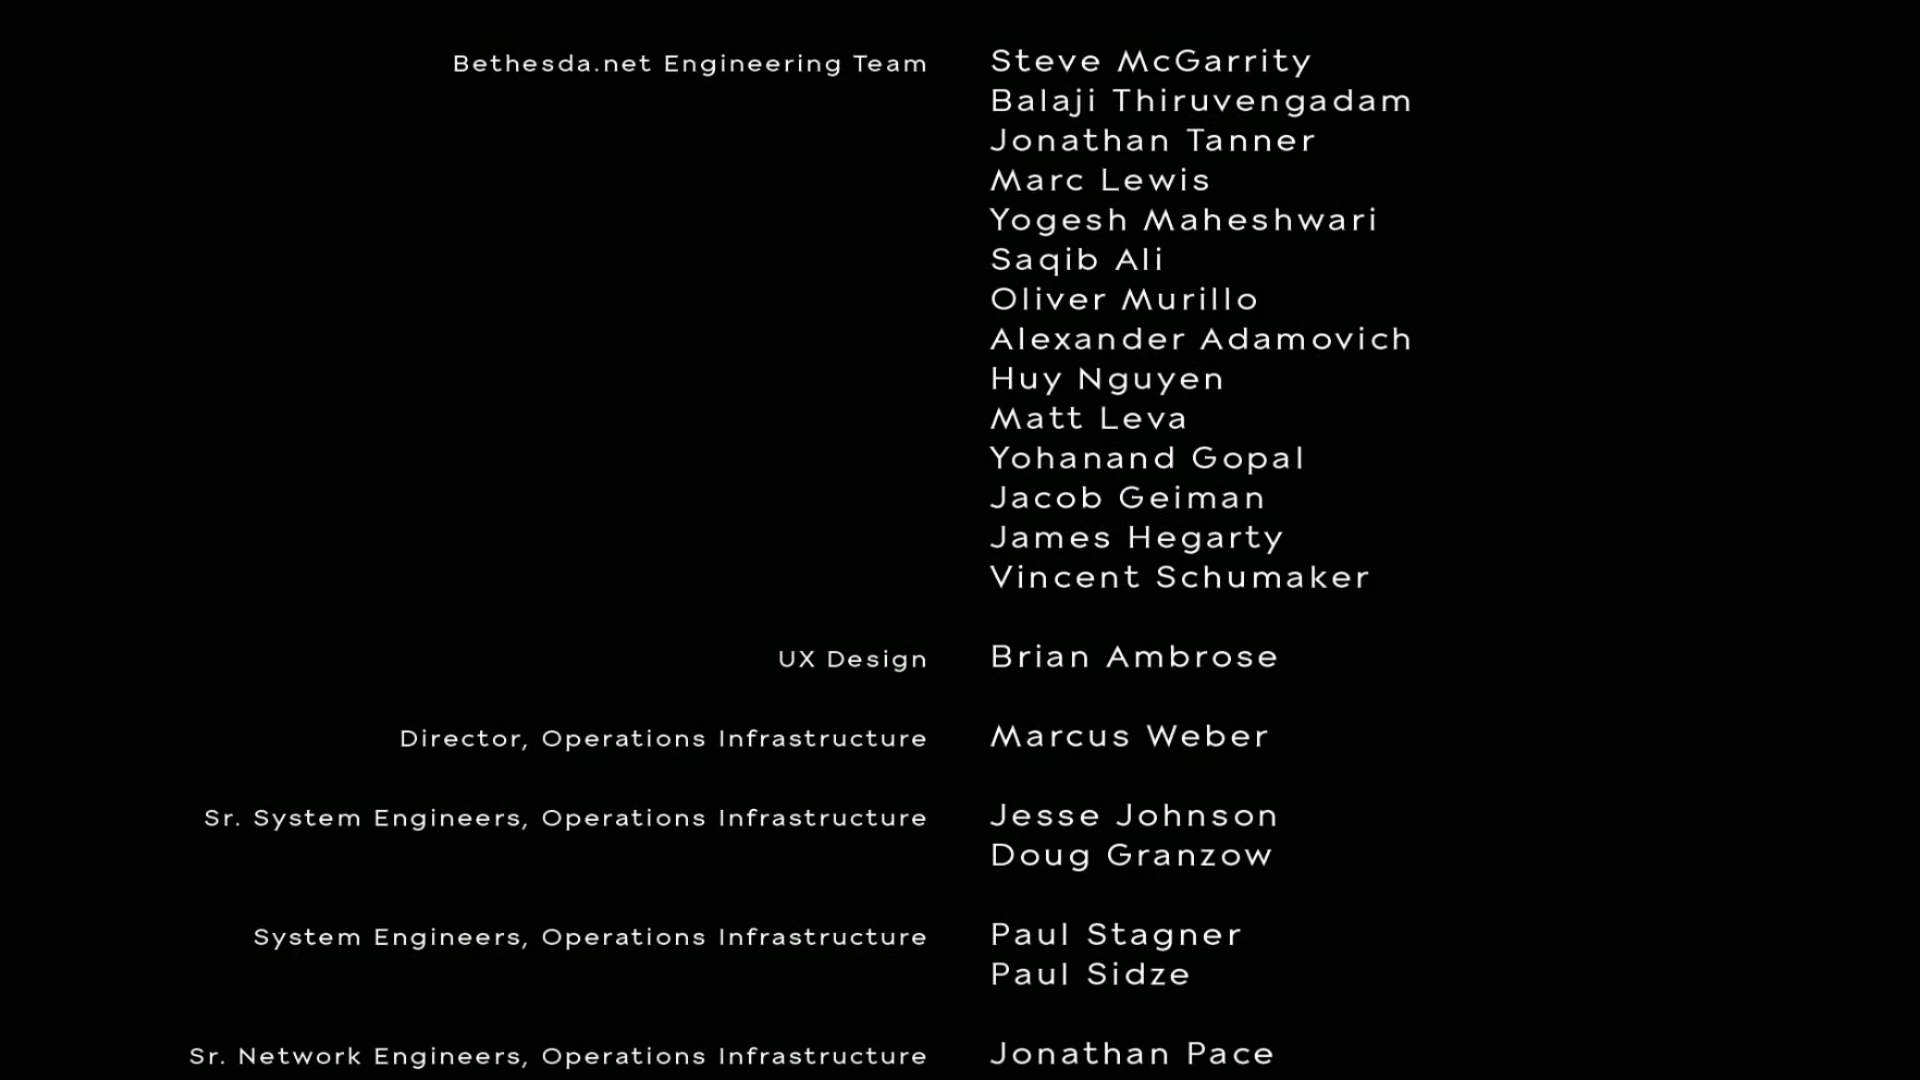 Bethesda.net Engineering Team Steve McGarrity
Balaji Thiruvengadam
Jonathan Tanner
Marc Lewis
Yogesh Maheshwari
Saqib Ali
Oliver Murillo
Alexander Adamovich
Huy Nguyen
Matt Leva
Yohanand Gopal
Jacob Geiman
James Hegarty
Vincent Schumaker
UX Design Brian Ambrose
Director, Operations Infrastructure Marcus Weber
Sr. System Engineers, Operations Infrastructure Jesse Johnson
Doug Granzow
System Engineers, Operations Infrastructure Paul Stagner
Paul Sidze
Sr. Network Engineers, Operations Infrastructure Jonathan Pace